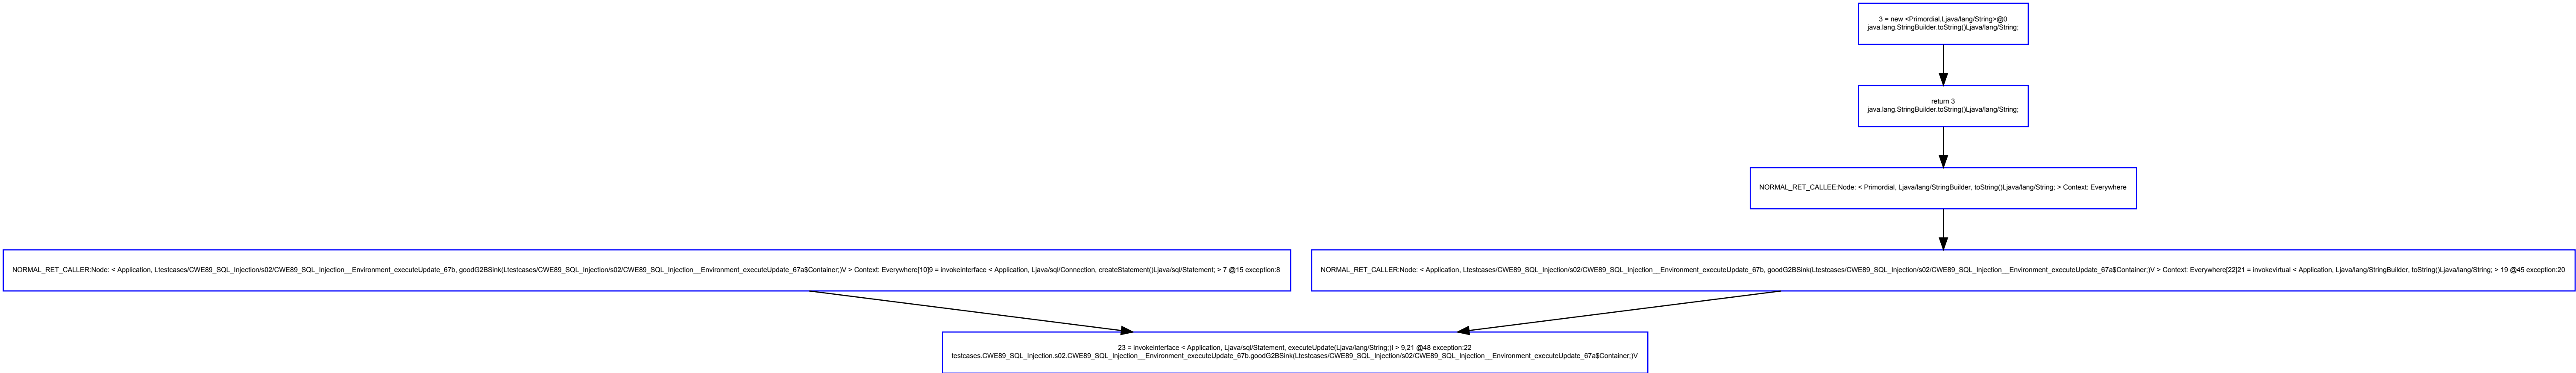 3 = new <Primordial,Ljava/lang/String>@0
java.lang.StringBuilder.toString()Ljava/lang/String;
return 3
java.lang.StringBuilder.toString()Ljava/lang/String;
NORMAL_RET_CALLEE:Node: < Primordial, Ljava/lang/StringBuilder, toString()Ljava/lang/String; > Context: Everywhere
NORMAL_RET_CALLER:Node: < Application, Ltestcases/CWE89_SQL_Injection/s02/CWE89_SQL_Injection__Environment_executeUpdate_67b, goodG2BSink(Ltestcases/CWE89_SQL_Injection/s02/CWE89_SQL_Injection__Environment_executeUpdate_67a$Container;)V > Context: Everywhere[10]9 = invokeinterface < Application, Ljava/sql/Connection, createStatement()Ljava/sql/Statement; > 7 @15 exception:8
NORMAL_RET_CALLER:Node: < Application, Ltestcases/CWE89_SQL_Injection/s02/CWE89_SQL_Injection__Environment_executeUpdate_67b, goodG2BSink(Ltestcases/CWE89_SQL_Injection/s02/CWE89_SQL_Injection__Environment_executeUpdate_67a$Container;)V > Context: Everywhere[22]21 = invokevirtual < Application, Ljava/lang/StringBuilder, toString()Ljava/lang/String; > 19 @45 exception:20
23 = invokeinterface < Application, Ljava/sql/Statement, executeUpdate(Ljava/lang/String;)I > 9,21 @48 exception:22
testcases.CWE89_SQL_Injection.s02.CWE89_SQL_Injection__Environment_executeUpdate_67b.goodG2BSink(Ltestcases/CWE89_SQL_Injection/s02/CWE89_SQL_Injection__Environment_executeUpdate_67a$Container;)V